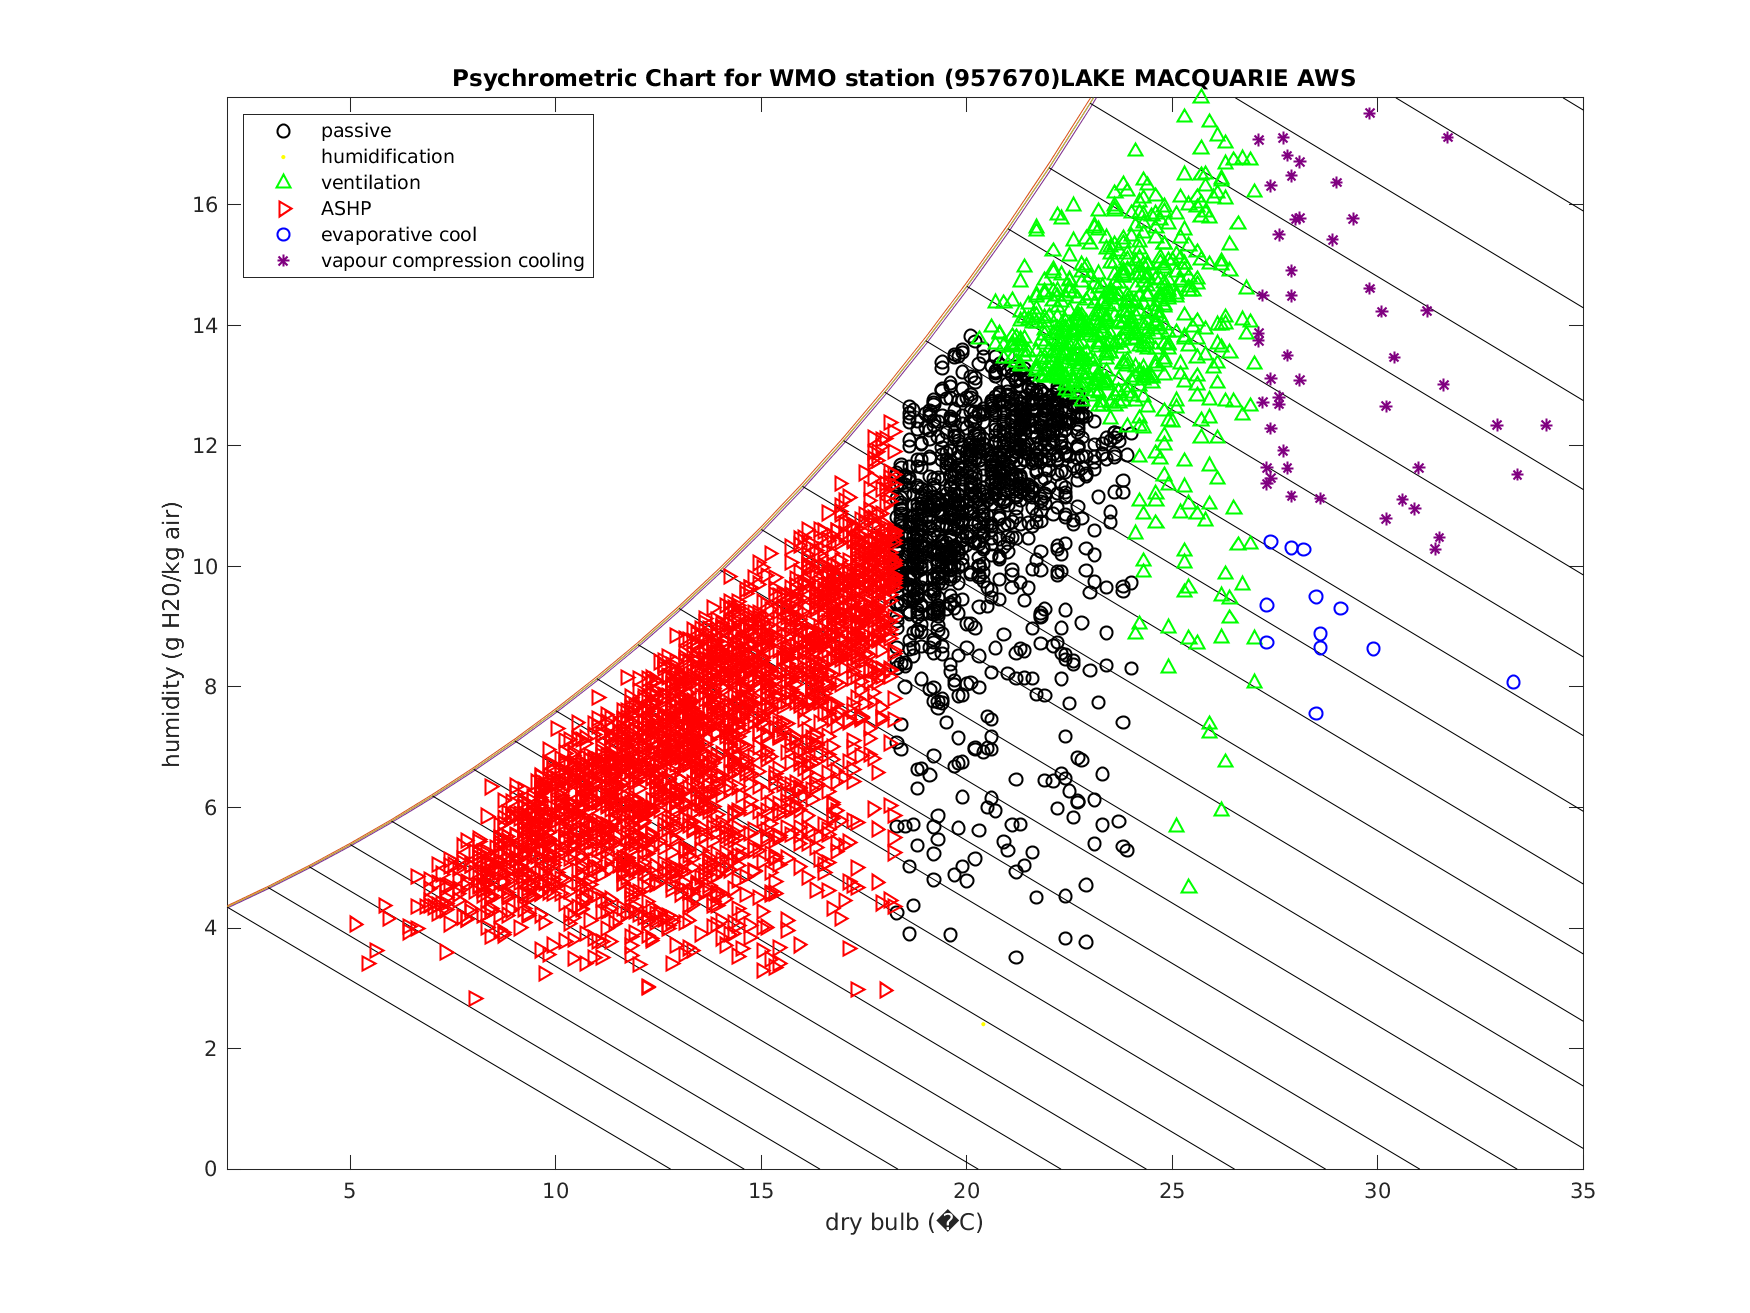 Psychrometric Chart for WMO station (957670)LAKE MACQUARIE AWS
passive
humidification
ventilation
ASHP
evaporative cool
vapour compression cooling
humidity (g H20/kg air)
16
14
12
10
8
6
4
2
0
5 10 15 20 25 30 35
dry bulb (�C)